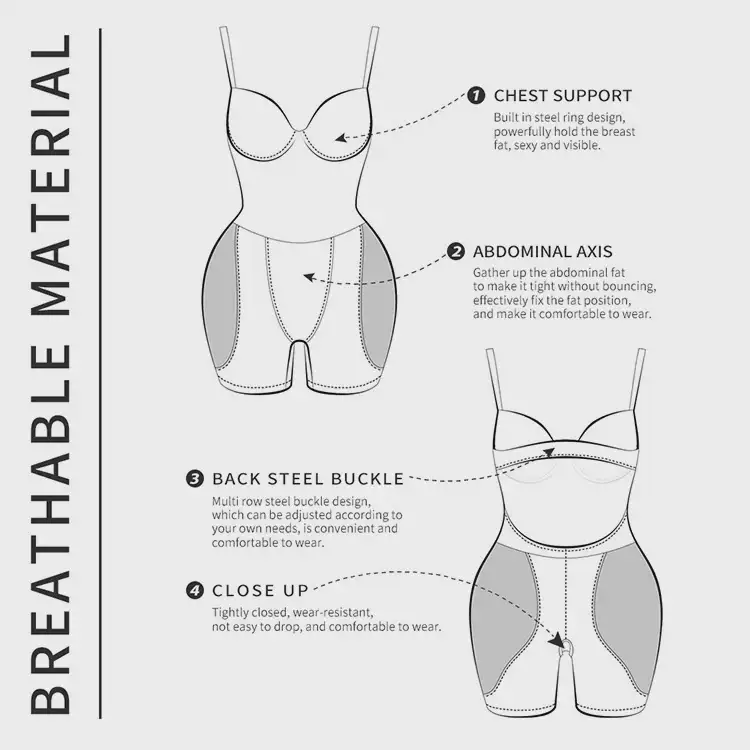 BREATHABLE MATERIAL
1 CHEST SUPPORT
Built in steel ring design,
powerfully hold the breast
fat, sexy and visible.
2 ABDOMINAL AXIS
Gather up the abdominal fat
to make it tight without bouncing,
effectively fix the fat position,
and make it comfortable to wear.
3 BACK STEEL BUCKLE
Multi row steel buckle design,
which can be adjusted according to
your own needs, is convenient and
comfortable to wear.
4 CLOSE UP
Tightly closed, wear-resistant,
not easy to drop, and comfortable to wear.